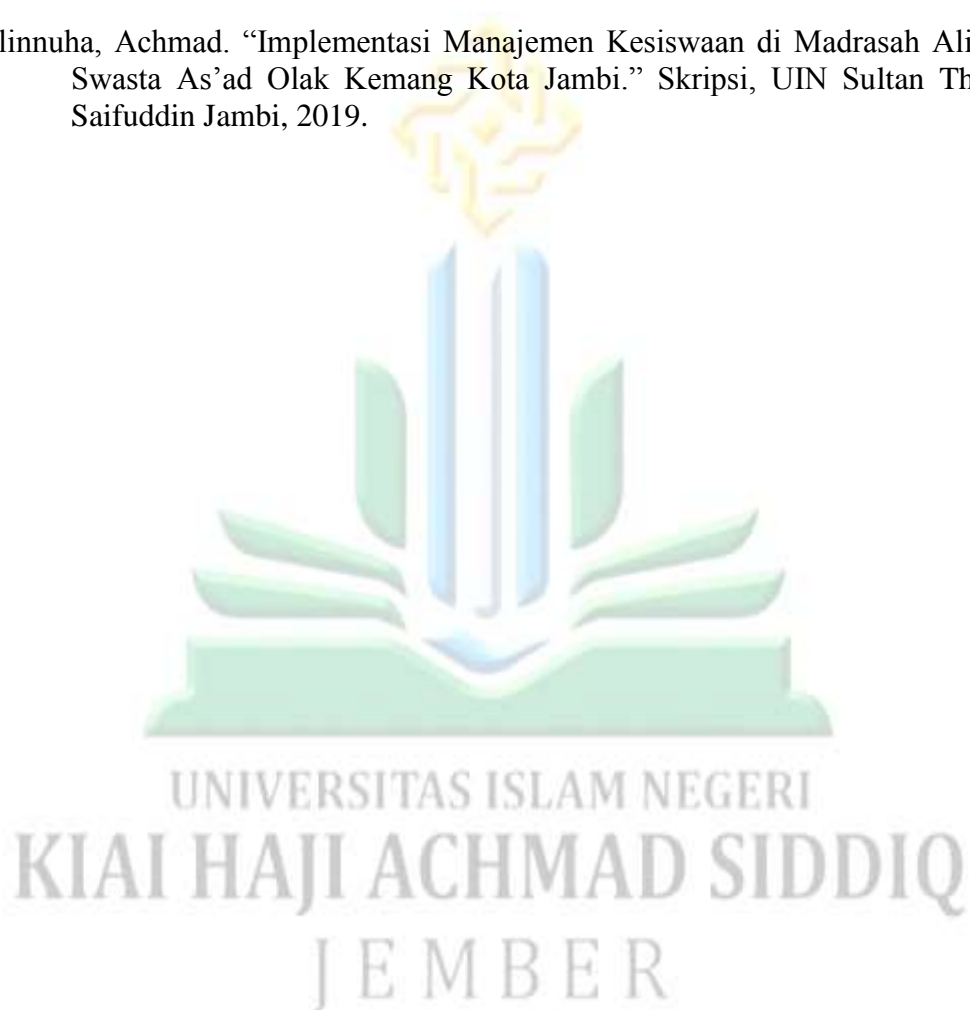 linnuha, Achmad. “Implementasi Manajemen Kesiswaan di Madrasah Ali
Swasta As’ad Olak Kemang Kota Jambi.” Skripsi, UIN Sultan Th
Saifuddin Jambi, 2019.
UNIVERSITAS ISLAM NEGERI
KIAI HAJI ACHMAD SIDDIQ
JEMBER